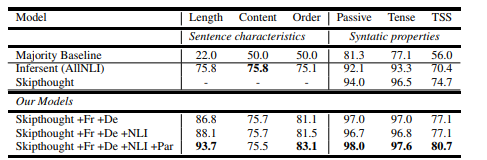 Model Length Content Order Passive Tense TSS
Sentence characteristics Syntatic properties
Majority Baseline 22.0 50.0 50.0 81.3 77.1 56.0
Infersent (AllNLI) 75.8 75.8 75.1 92.1 93.3 70.4
Skipthought - - - 94.0 96.5 74.7
Our Models
Skipthought +Fr +De 86.8 75.7 81.1 97.0 97.0 77.1
Skipthought +Fr +De +NLI 88.1 75.7 81.5 96.7 96.8 77.1
Skipthought +Fr +De +NLI +Par 93.7 75.5 83.1 98.0 97.6 80.7